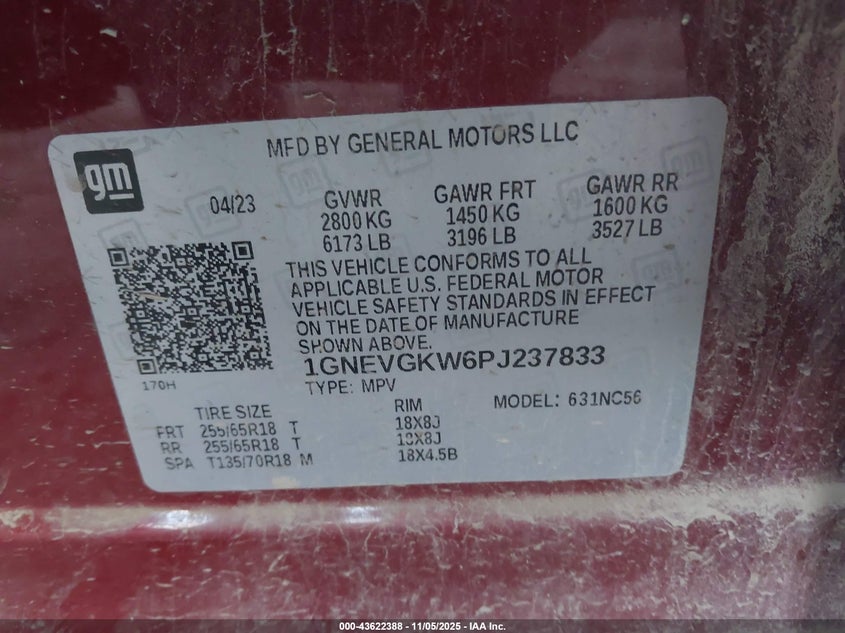 MFD BY GENERAL MOTORS LLC
gm
04/23
GVWR GAWR FRT GAWR RR
2800 KG 1450 KG 1600 KG
6173 LB 3196 LB 3527 LB
THIS VEHICLE CONFORMS TO ALL
APPLICABLE U.S. FEDERAL MOTOR
VEHICLE SAFETY STANDARDS IN EFFECT
ON THE DATE OF MANUFACTURE
SHOWN ABOVE.
1GNEVGKW6PJ237833
170H
TYPE: MPV
TIRE SIZE RIM MODEL: 631NC56
FRT 255/65R18 T 18X8J
RR 255/65R18 T 18X8J
SPA T135/70R18 M 18X4.5B
000-43622388 - 11/05/2025 - IAA Inc.